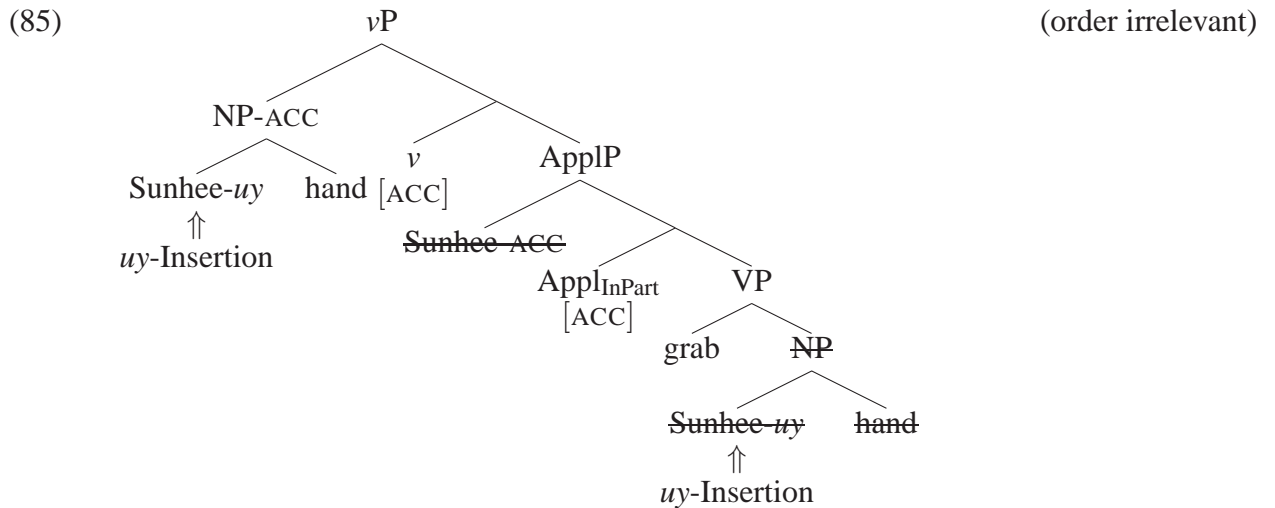 (85) vP (order irrelevant)
NP-ACC
v ApplP
Sunhee-uy hand [ACC]
⇑ Sunhee-ACC
uy-Insertion
ApplInPart VP
[ACC]
grab NP
Sunhee-uy hand
⇑
uy-Insertion